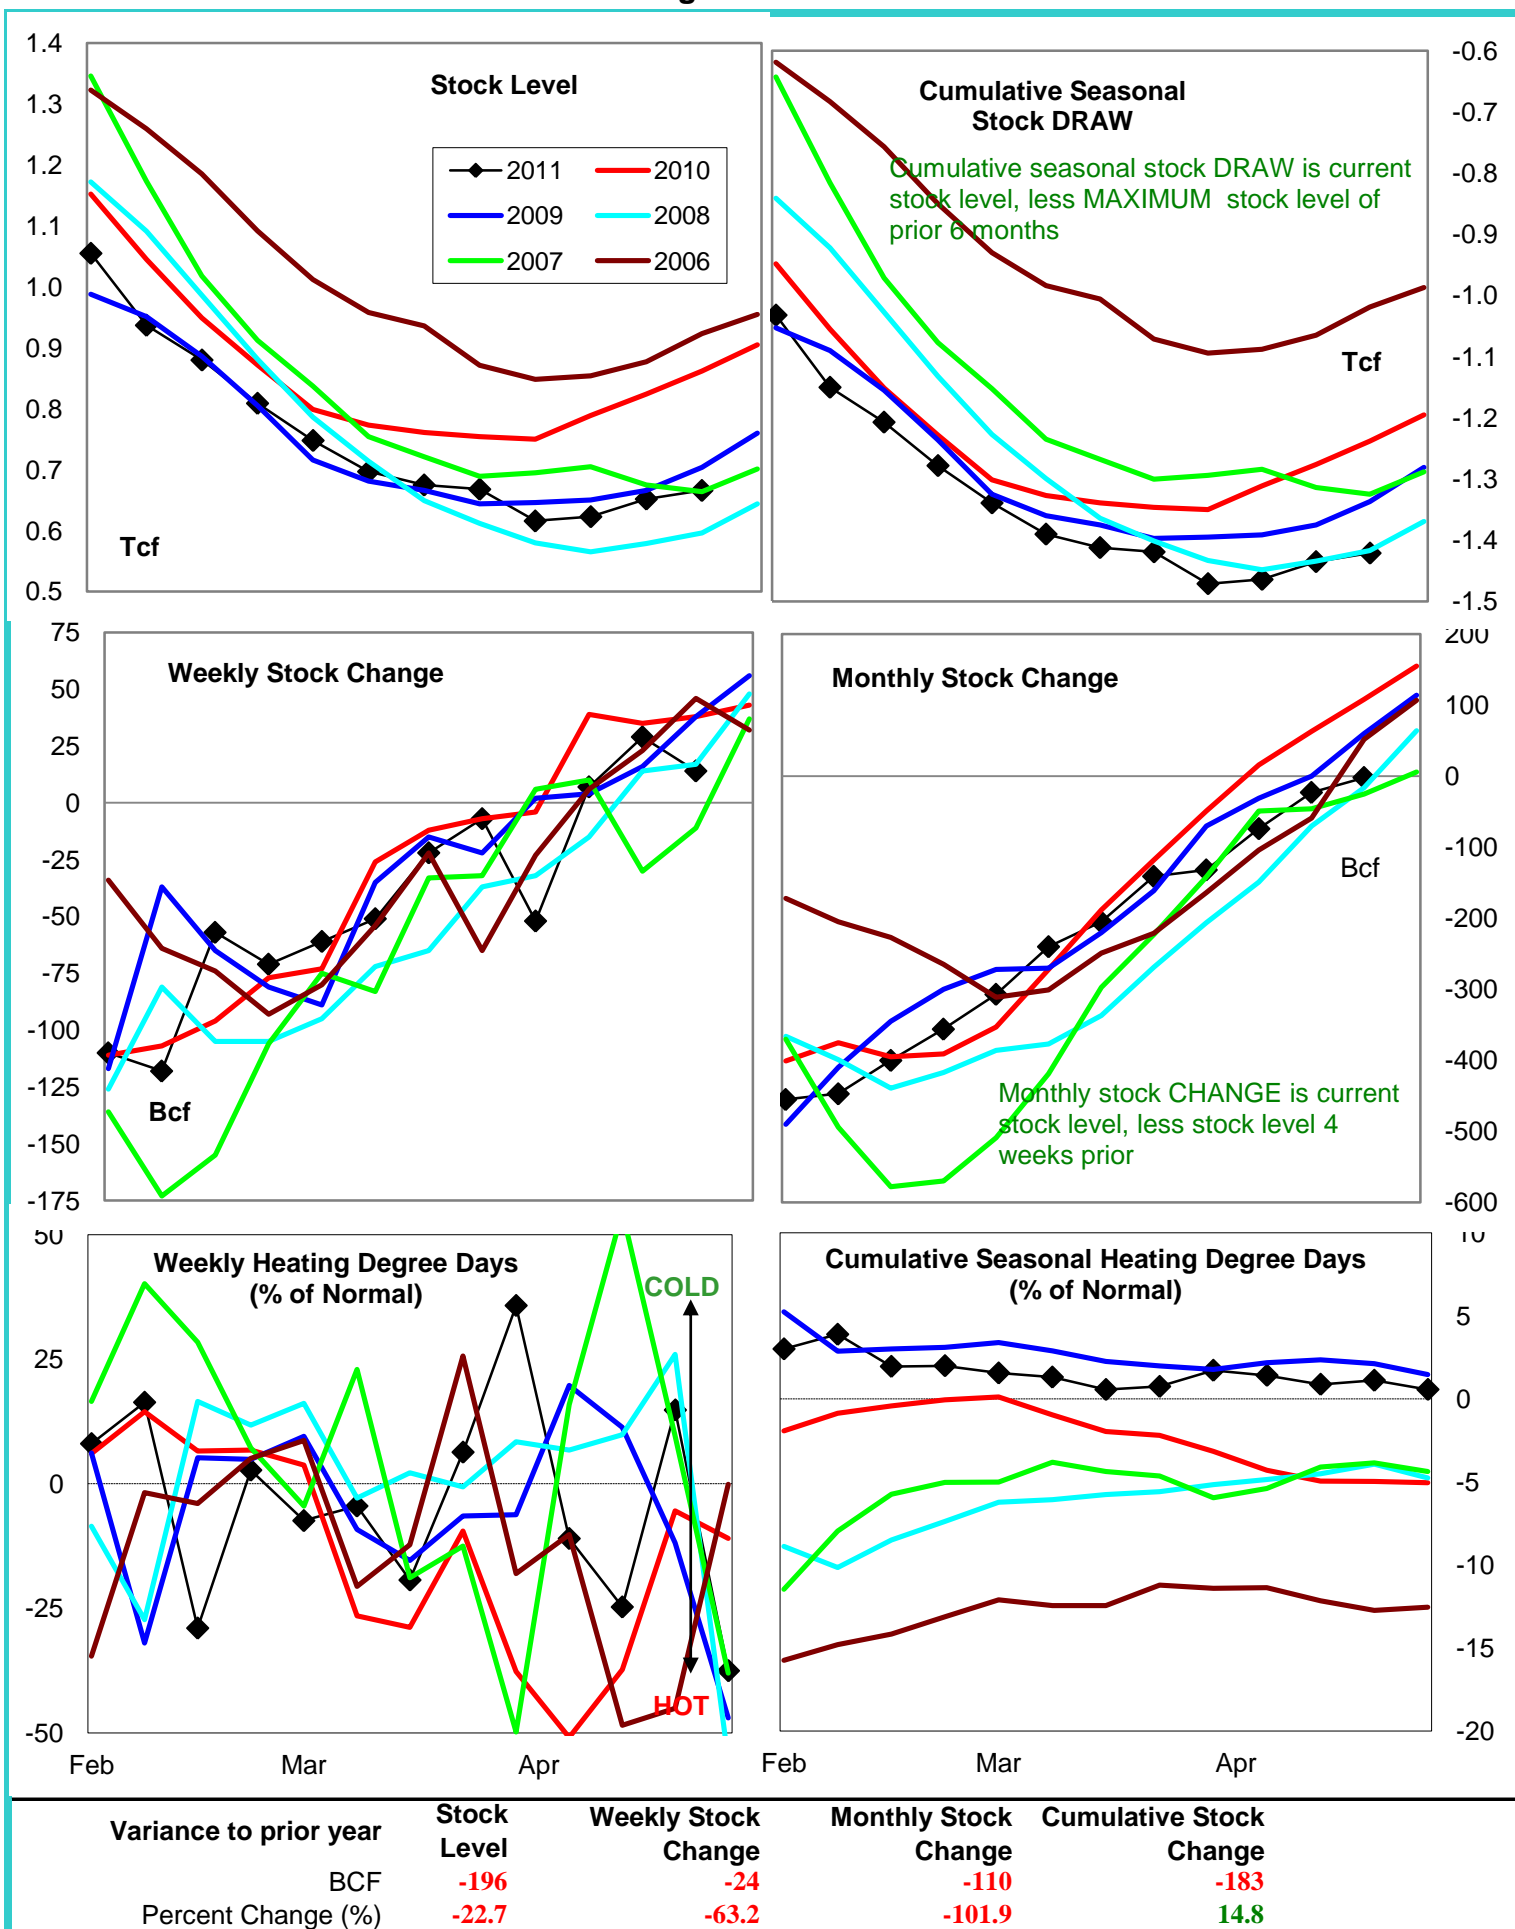 Stock Level
1.4
1.3
1.2
1.1
1.0
0.9
0.8
0.7
0.6
0.5
2011 2010
2009 2008
2007 2006
Tcf
Cumulative Seasonal
Stock DRAW
Cumulative seasonal stock DRAW is current
stock level, less MAXIMUM stock level of
prior 6 months
Tcf
-0.6
-0.7
-0.8
-0.9
-1.0
-1.1
-1.2
-1.3
-1.4
-1.5
Weekly Stock Change
75
50
25
0
-25
-50
-75
-100
-125
-150
-175
Bcf
Monthly Stock Change
200
100
0
-100
-200
-300
-400
-500
-600
Bcf
Monthly stock CHANGE is current
stock level, less stock level 4
weeks prior
Weekly Heating Degree Days
(% of Normal)
50
25
0
-25
-50
COLD
HOT
Feb Mar Apr
Cumulative Seasonal Heating Degree Days
(% of Normal)
10
5
0
-5
-10
-15
-20
Feb Mar Apr
Variance to prior year
Stock
Level
Weekly Stock
Change
Monthly Stock
Change
Cumulative Stock
Change
BCF -196 -24 -110 -183
Percent Change (%) -22.7 -63.2 -101.9 14.8